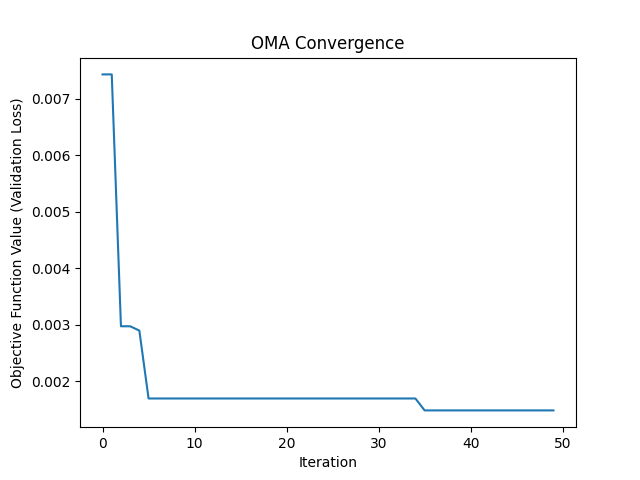 OMA Convergence
Objective Function Value (Validation Loss)
0.007
0.006
0.005
0.004
0.003
0.002
0 10 20 30 40 50
Iteration